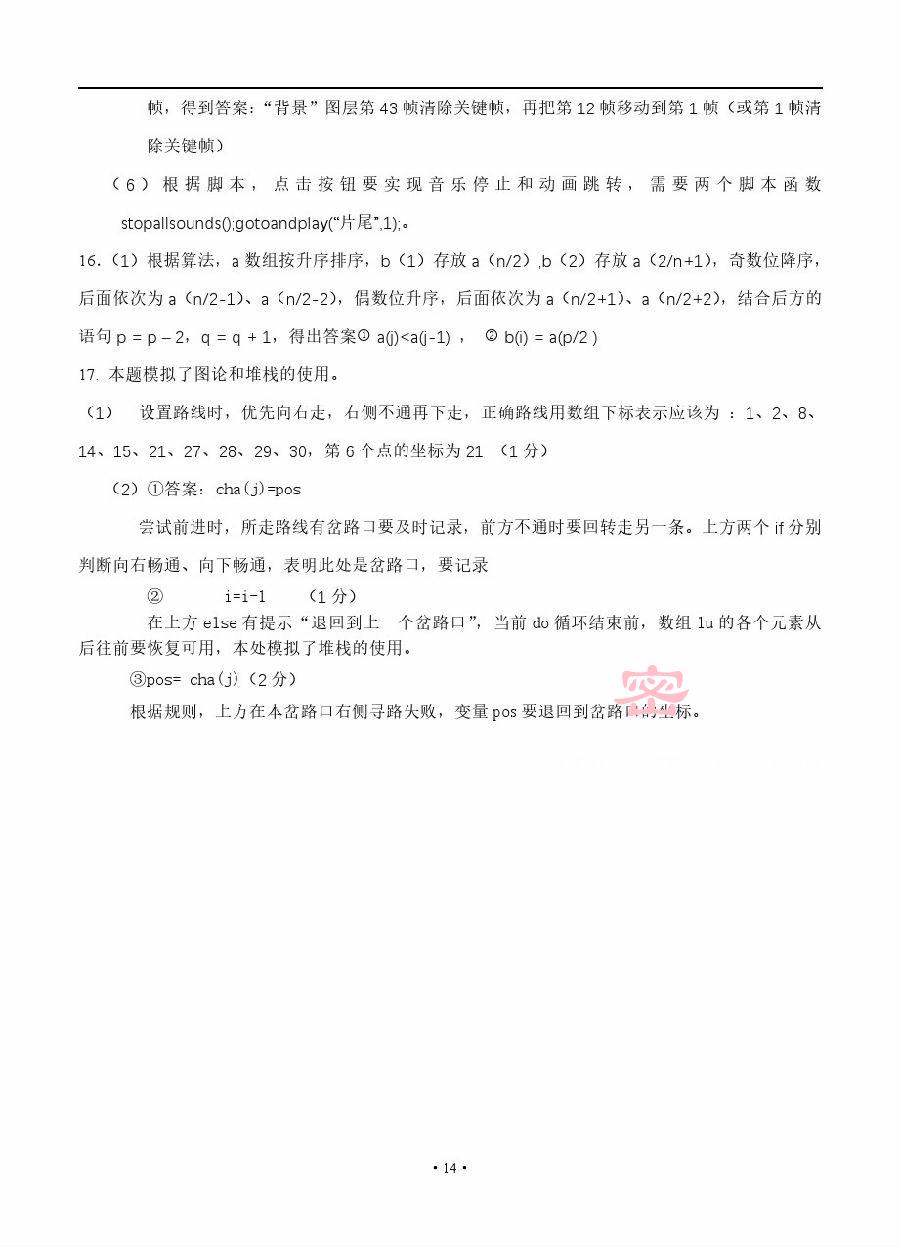 帧，得到答案：“背景”图层第 43 帧清除关键帧，再把第 12 帧移动到第 1 帧（或第 1 帧清
除关键帧）
（6）根据脚本，点击按钮要实现音乐停止和动画跳转，需要两个脚本函数
stopallsounds();gotoandplay(“片尾”,1);。
16.（1）根据算法，a 数组按升序排序，b（1）存放 a（n/2）,b（2）存放 a（2/n+1），奇数位降序，
后面依次为 a（n/2-1）、a（n/2-2），偶数位升序，后面依次为 a（n/2+1）、a（n/2+2），结合后方的
语句 p = p – 2，q = q + 1，得出答案① a(j)<a(j-1) ， ② b(i) = a(p/2 )
17. 本题模拟了图论和堆栈的使用。
（1） 设置路线时，优先向右走，右侧不通再下走，正确路线用数组下标表示应该为 ：1、2、8、
14、15、21、27、28、29、30，第 6 个点的坐标为 21 （1 分）
（2）①答案：cha(j)=pos
尝试前进时，所走路线有岔路口要及时记录，前方不通时要回转走另一条。上方两个 if 分别
判断向右畅通、向下畅通，表明此处是岔路口，要记录
② i=i-1 （1 分）
在上方 else 有提示“退回到上 个岔路口”，当前 do 循环结束前，数组 lu 的各个元素从
后往前要恢复可用，本处模拟了堆栈的使用。
③pos= cha(j)（2 分）
根据规则，上方在本岔路口右侧寻路失败，变量 pos 要退回到岔路口的坐标。
密
·14·